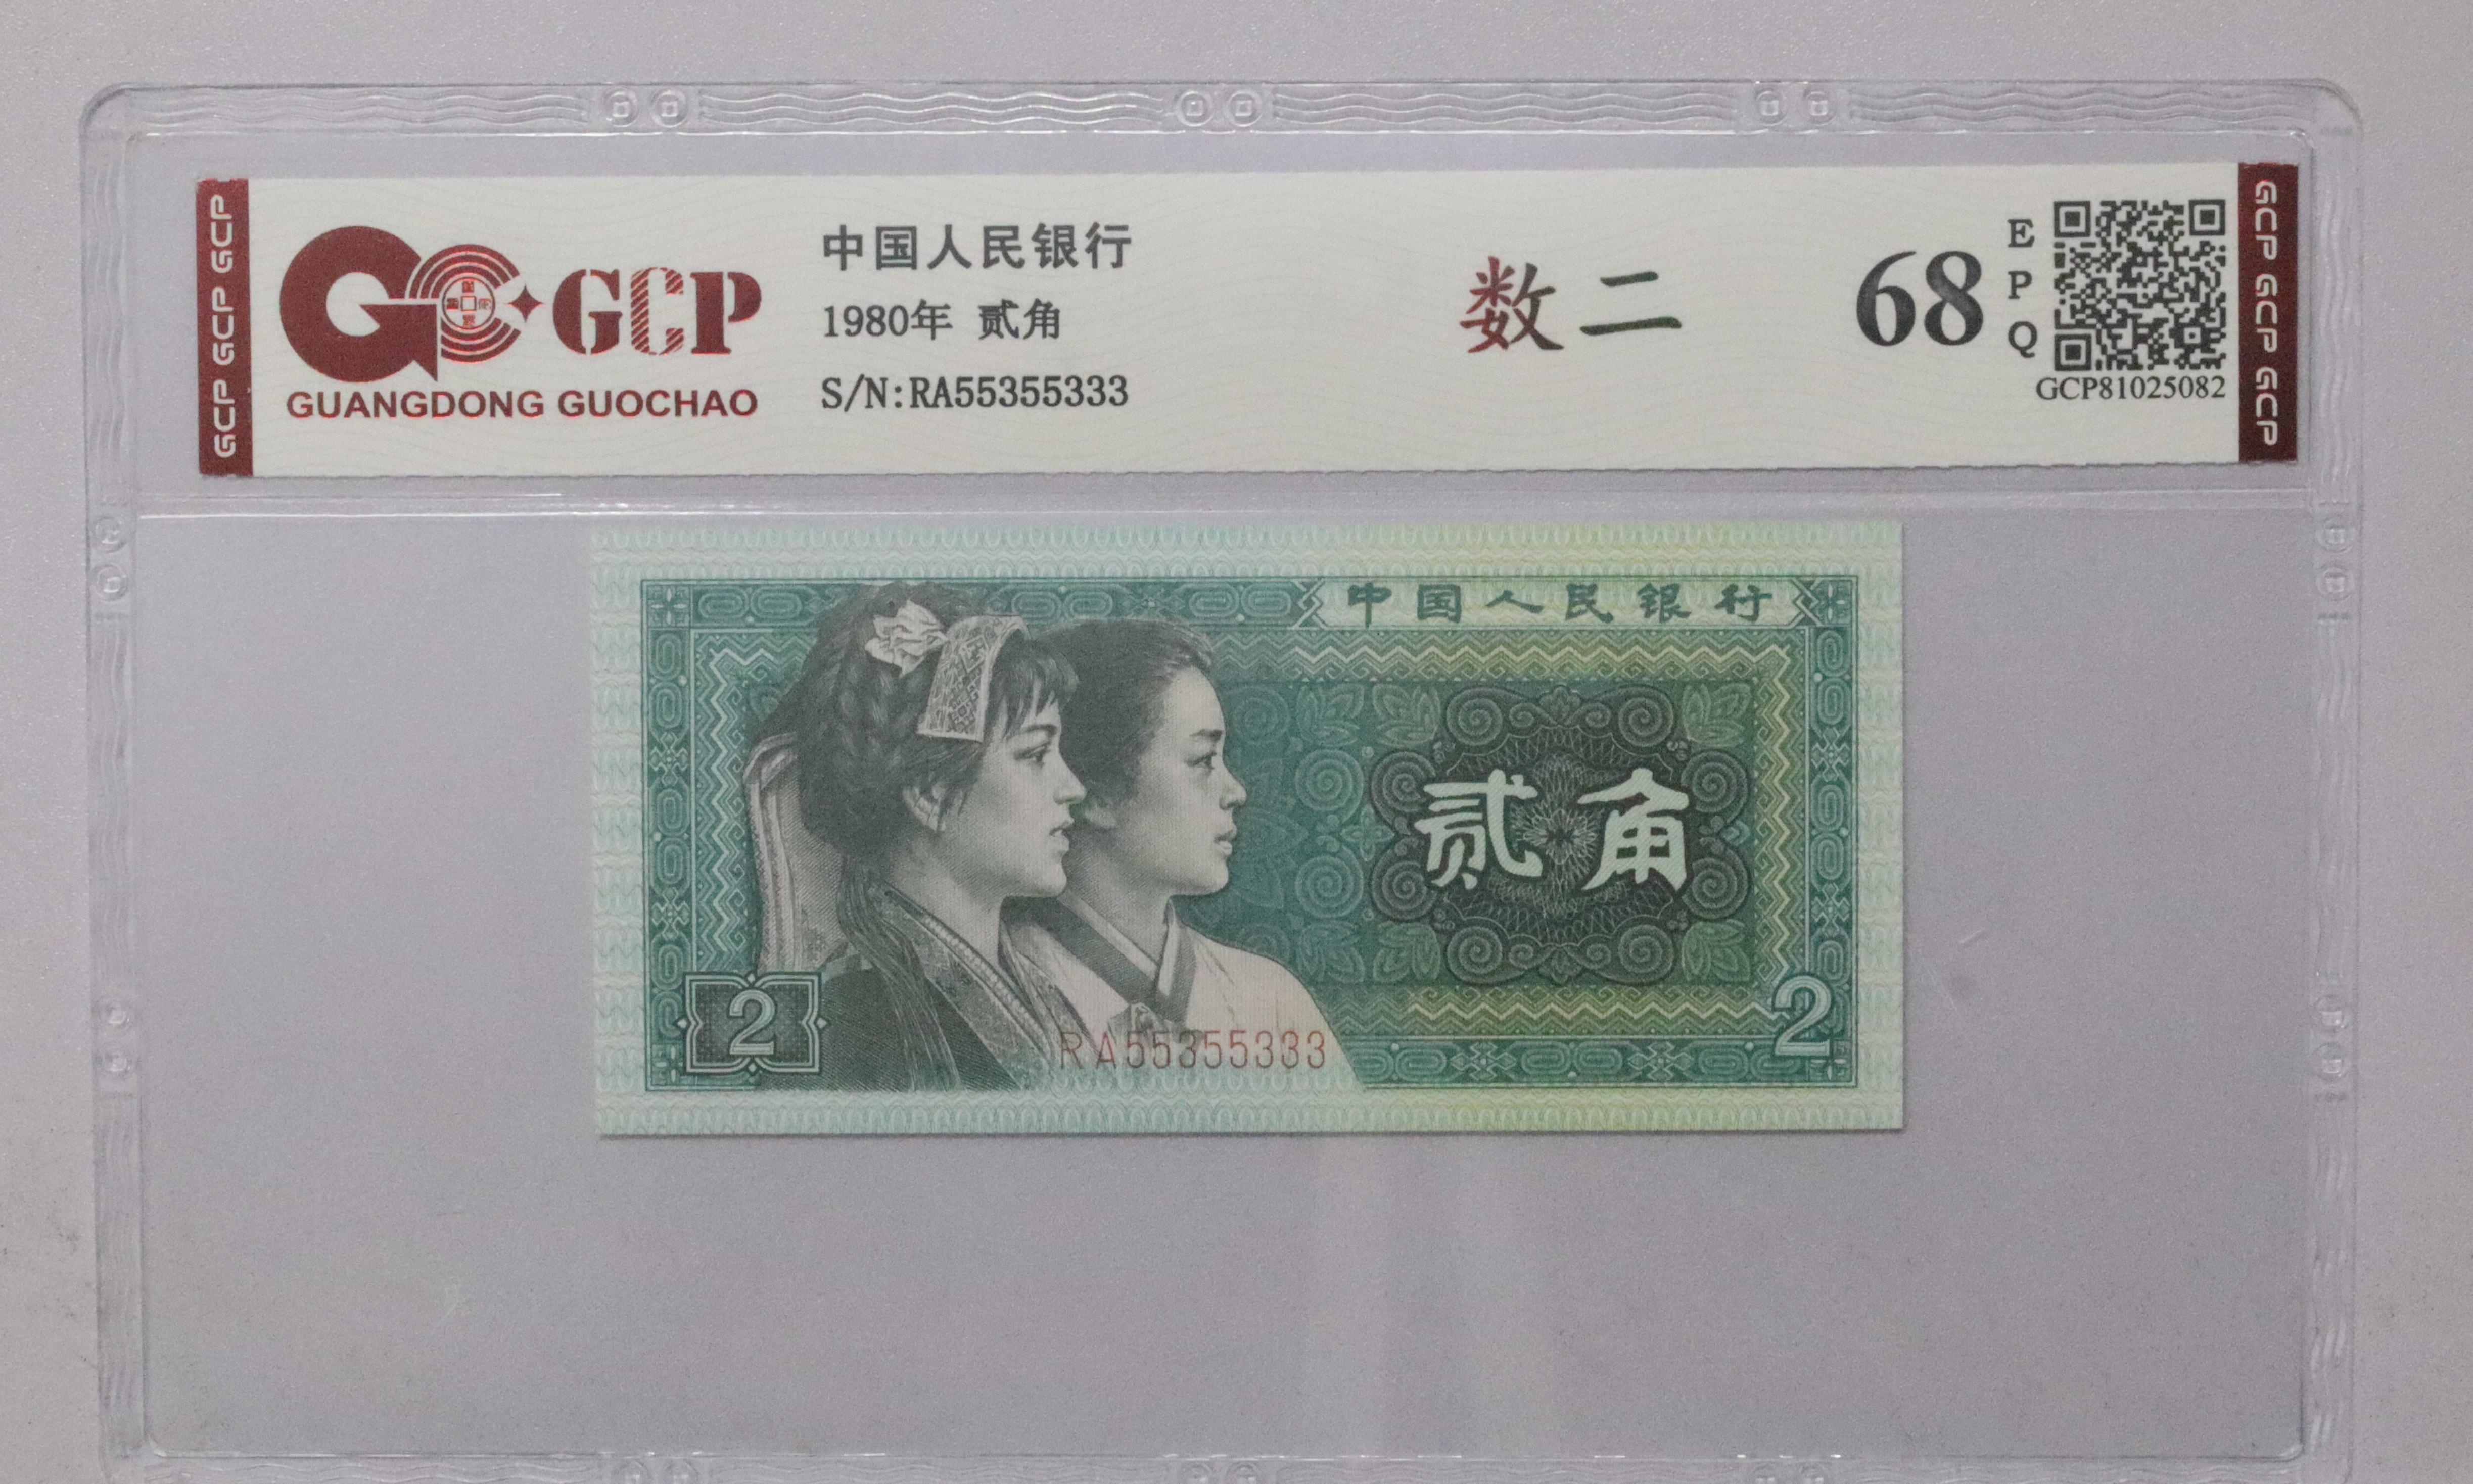 GCP GCP GCP
GCP
GUANGDONG GUOCHAO
中国人民银行
1980年 贰角
S/N:RA55355333
数二
68
EPQ
GCP81025082
GCP GCP GCP
中国人民银行
贰角
2
RA55355333
2